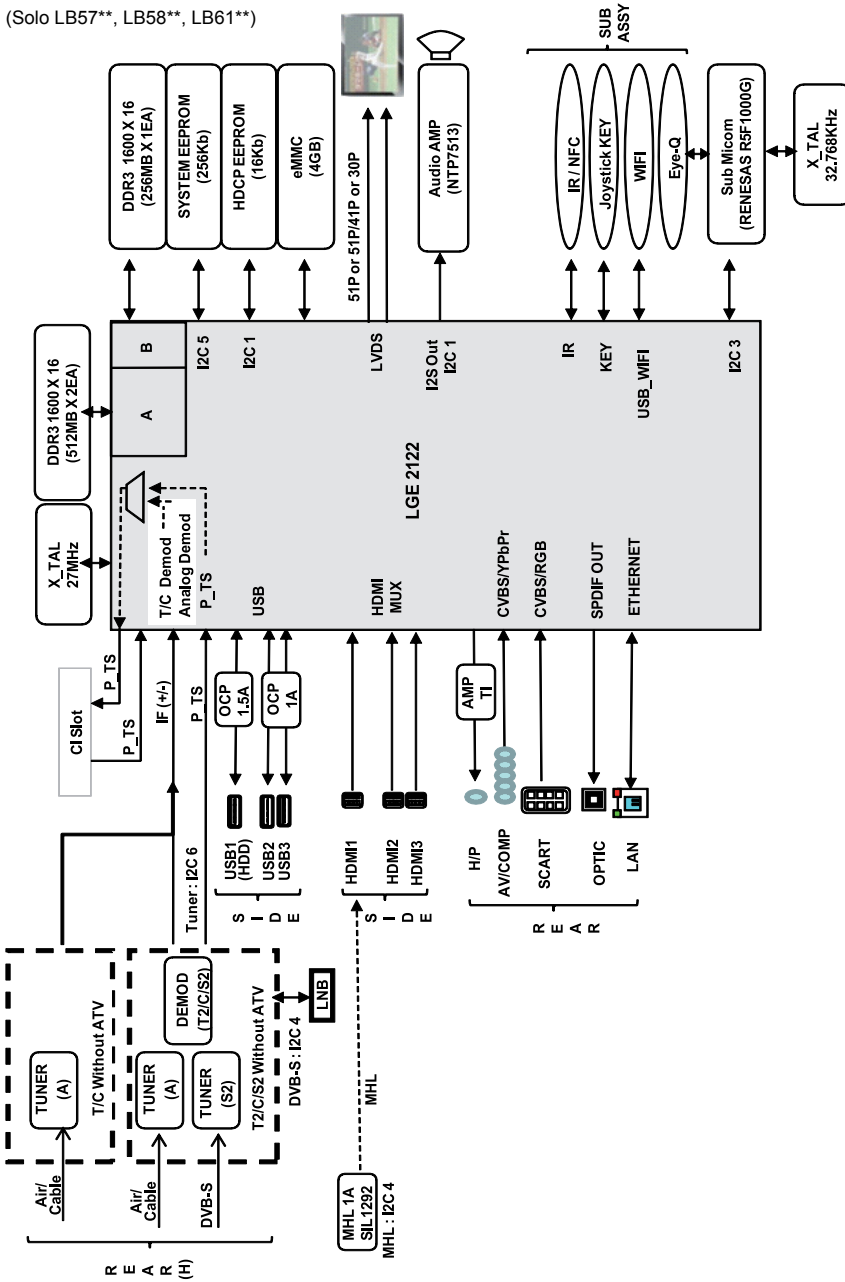 (Solo LB57**, LB58**, LB61**)
SUB
ASSY
DDR3 1600 X 16
(256MB X 1EA)
SYSTEM EEPROM
(256Kb)
HDCP EEPROM
(16Kb)
eMMC
(4GB)
Audio AMP
(NTP7513)
IR / NFC
Joystick KEY
WIFI
Eye-Q
Sub Micom
(RENESAS R5F1000G)
X_TAL
32.768KHz
51P or 51P/41P or 30P
DDR3 1600 X 16
(512MB X 2EA)
X_TAL
27MHz
A
B
I2C 5
I2C 1
LVDS
I2S Out
I2C 1
IR
KEY
USB_WIFI
I2C 3
LGE 2122
T/C Demod
Analog Demod
P_TS
USB
HDMI
MUX
CVBS/YPbPr
CVBS/RGB
SPDIF OUT
ETHERNET
CI Slot
P_TS
P_TS
IF (+/-)
P_TS
Tuner : I2C 6
OCP
1.5A
OCP
1A
AMP
TI
USB1
(HDD)
USB2
USB3
SIDE
HDMI1
HDMI2
HDMI3
SIDE
H/P
AV/COMP
SCART
OPTIC
LAN
REAR
TUNER
(A)
T/C Without ATV
TUNER
(A)
TUNER
(S2)
DEMOD
(T2/C/S2)
T2/C/S2 Without ATV
DVB-S : I2C 4
LNB
MHL
MHL 1A
SIL1292
MHL : I2C 4
Air/
Cable
Air/
Cable
DVB-S
REAR
(H)